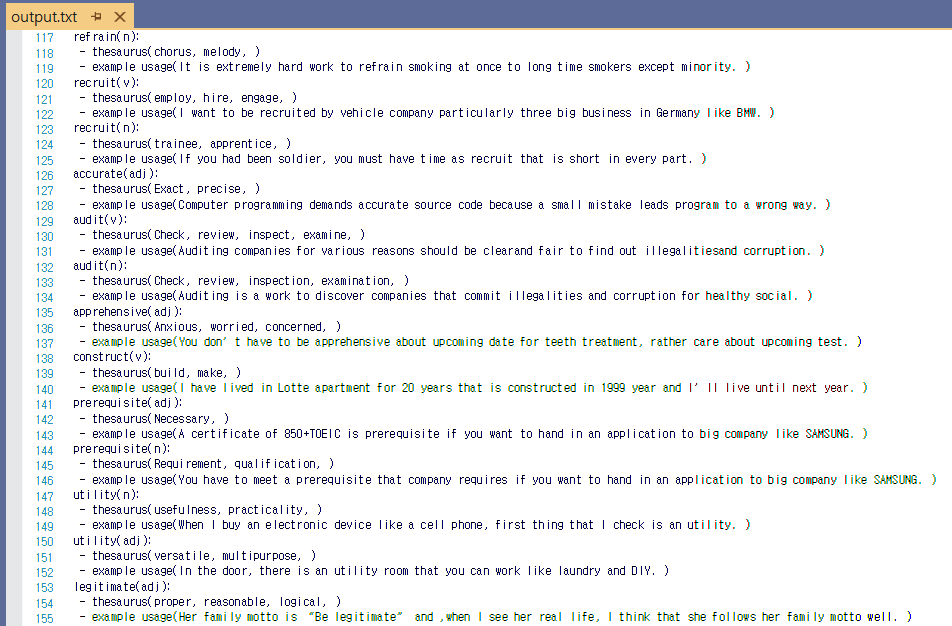 output.txt
117 refrain(n):
118 - thesaurus(chorus, melody, )
119 - example usage(It is extremely hard work to refrain smoking at once to long time smokers except minority. )
120 recruit(v):
121 - thesaurus(employ, hire, engage, )
122 - example usage(I want to be recruited by vehicle company particularly three big business in Germany like BMW. )
123 recruit(n):
124 - thesaurus(trainee, apprentice, )
125 - example usage(If you had been soldier, you must have time as recruit that is short in every part. )
126 accurate(adj):
127 - thesaurus(Exact, precise, )
128 - example usage(Computer programming demands accurate source code because a small mistake leads program to a wrong way. )
129 audit(v):
130 - thesaurus(Check, review, inspect, examine, )
131 - example usage(Auditing companies for various reasons should be clearand fair to find out illegalitiesand corruption. )
132 audit(n):
133 - thesaurus(Check, review, inspection, examination, )
134 - example usage(Auditing is a work to discover companies that commit illegalities and corruption for healthy social. )
135 apprehensive(adj):
136 - thesaurus(Anxious, worried, concerned, )
137 - example usage(You don’t have to be apprehensive about upcoming date for teeth treatment, rather care about upcoming test. )
138 construct(v):
139 - thesaurus(build, make, )
140 - example usage(I have lived in Lotte apartment for 20 years that is constructed in 1999 year and I’ll live until next year. )
141 prerequisite(adj):
142 - thesaurus(Necessary, )
143 - example usage(A certificate of 850+TOEIC is prerequisite if you want to hand in an application to big company like SAMSUNG. )
144 prerequisite(n):
145 - thesaurus(Requirement, qualification, )
146 - example usage(You have to meet a prerequisite that company requires if you want to hand in an application to big company like SAMSUNG. )
147 utility(n):
148 - thesaurus(usefulness, practicality, )
149 - example usage(When I buy an electronic device like a cell phone, first thing that I check is an utility. )
150 utility(adj):
151 - thesaurus(versatile, multipurpose, )
152 - example usage(In the door, there is an utility room that you can work like laundry and DIY. )
153 legitimate(adj):
154 - thesaurus(proper, reasonable, logical, )
155 - example usage(Her family motto is “Be legitimate” and ,when I see her real life, I think that she follows her family motto well. )